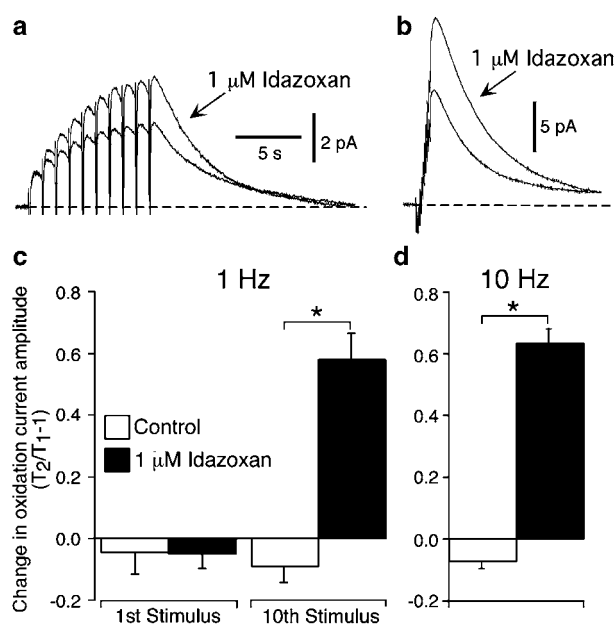 a
b
1 µM Idazoxan
1 µM Idazoxan
5 s
2 pA
5 pA
c
1 Hz
d
10 Hz
Change in oxidation current amplitude
(T2/T1-1)
0.8
0.6
0.4
0.2
0.0
-0.2
*
Control
1 µM Idazoxan
1st Stimulus
10th Stimulus
0.8
0.6
0.4
0.2
0.0
-0.2
*